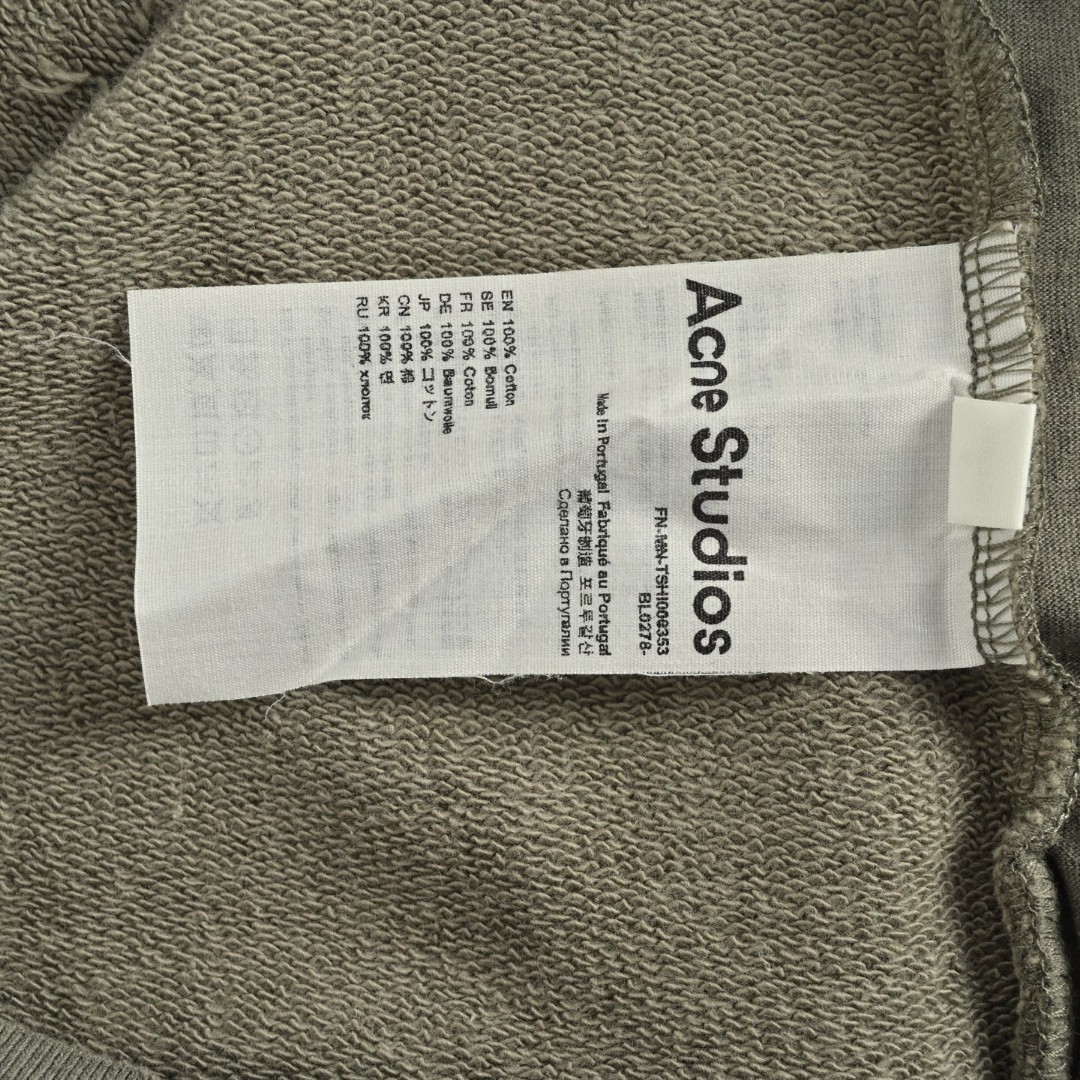 Acne Studios
FN-MN-TSHI000353
BL0278-
Made in Portugal Fabriqué au Portugal
葡萄牙制造 포르투갈산
Сделано в Португалии
EN 100% Cotton
SE 100% Bomull
FR 100% Coton
DE 100% Baumwolle
JP 100% コットン
CN 100% 棉
KR 100% 면
RU 100% хлопок